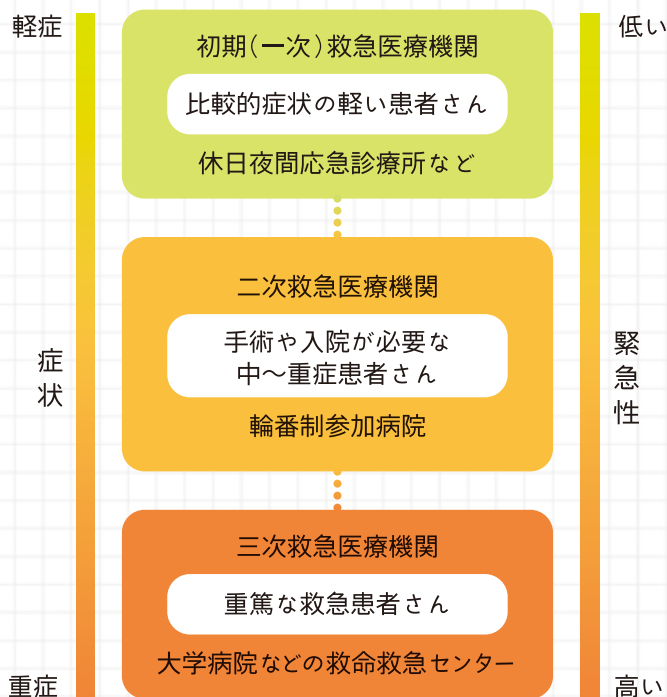 軽症
低い
初期(一次)救急医療機関
比較的症状の軽い患者さん
休日夜間応急診療所など
二次救急医療機関
手術や入院が必要な
中〜重症患者さん
輪番制参加病院
症状
緊急性
三次救急医療機関
重篤な救急患者さん
大学病院などの救命救急センター
重症
高い